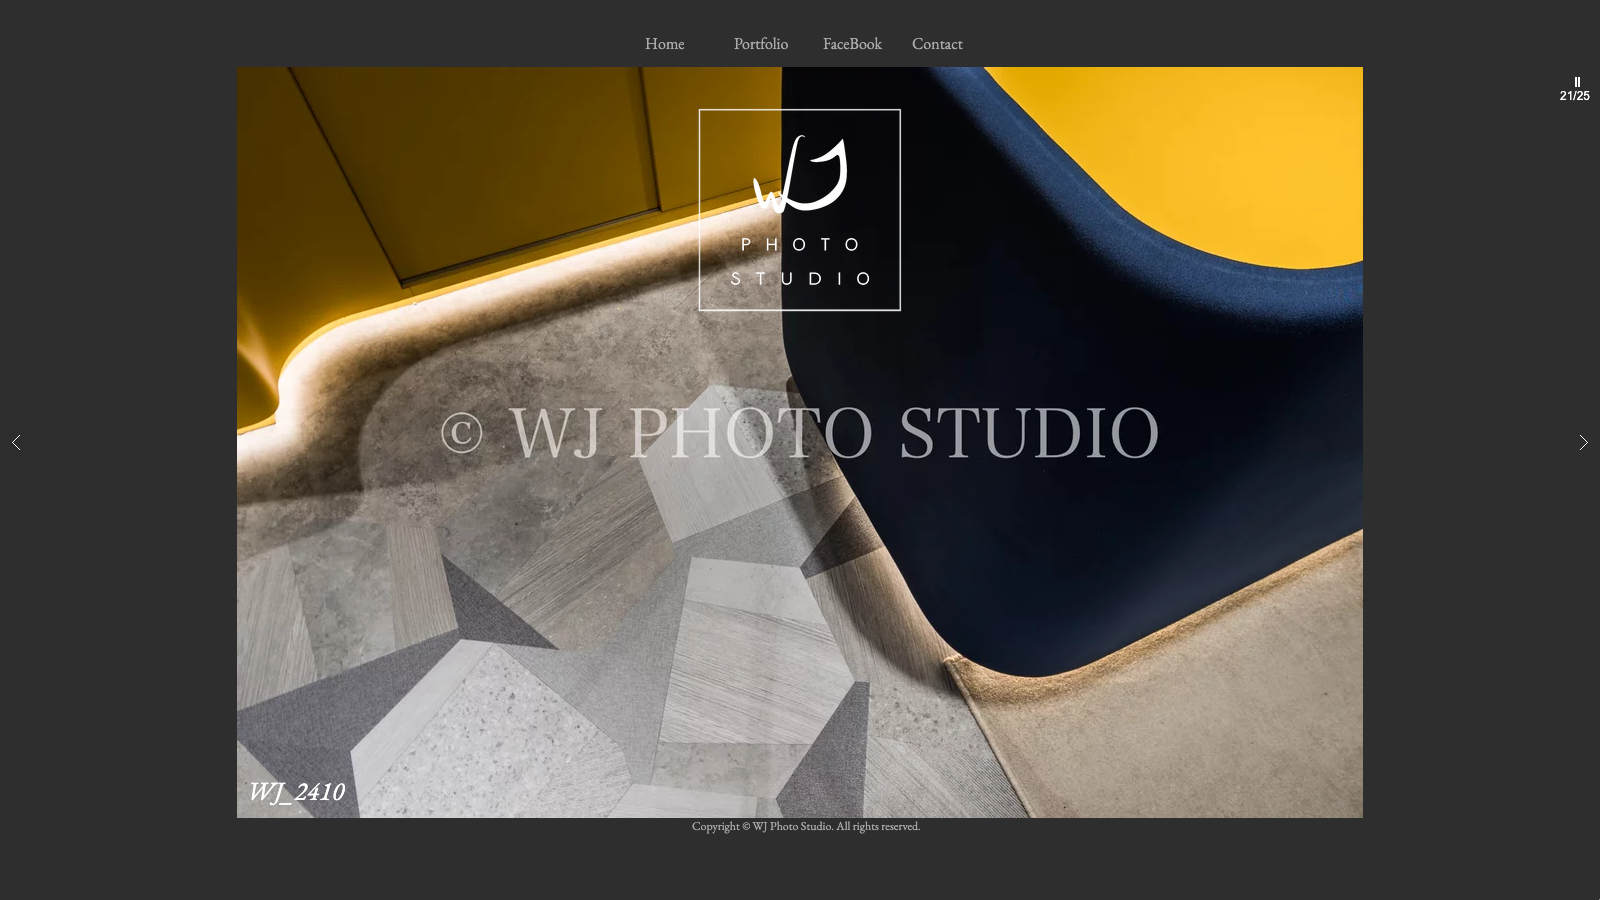 Home Portfolio FaceBook Contact
21/25
WJ
PHOTO
STUDIO
© WJ PHOTO STUDIO
WJ_2410
Copyright © WJ Photo Studio. All rights reserved.